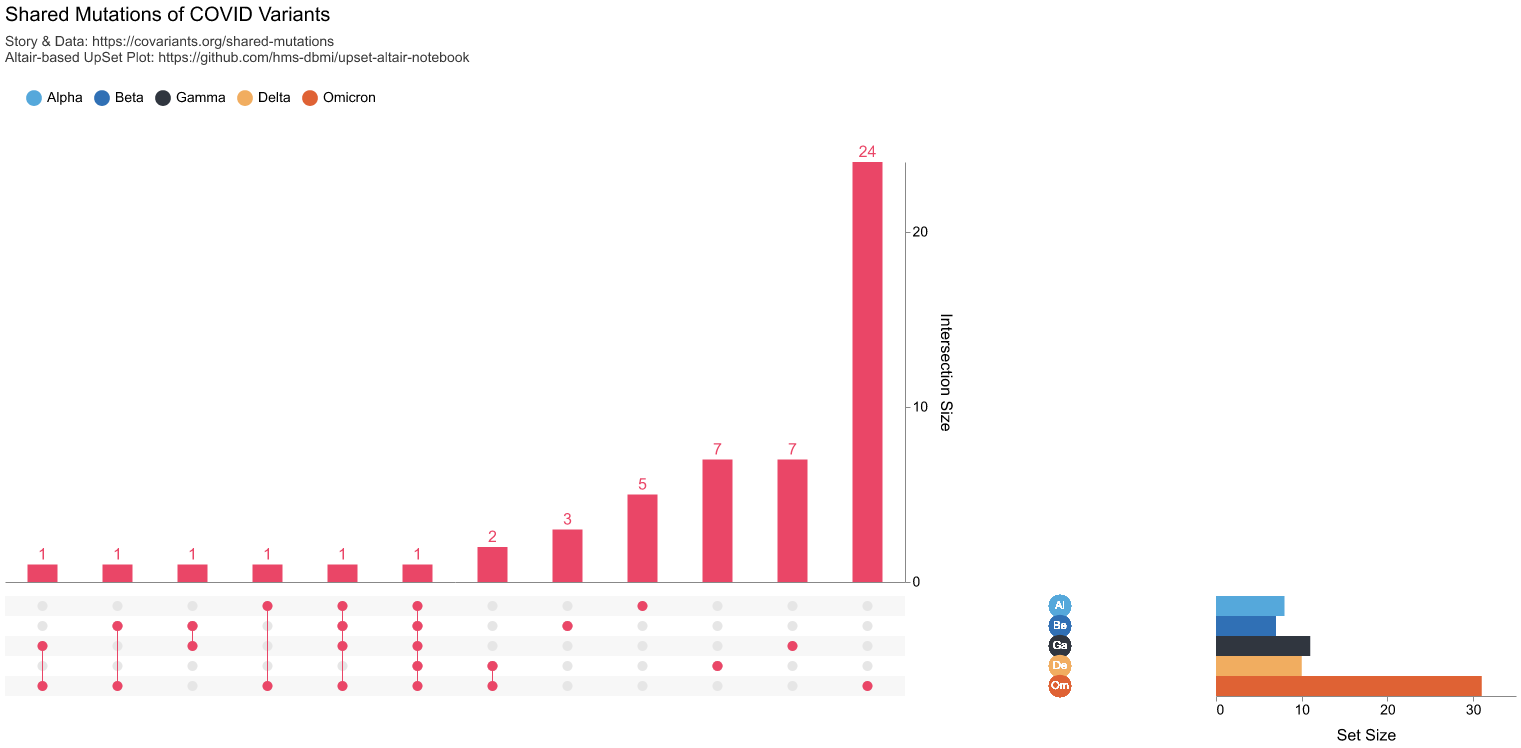 Shared Mutations of COVID Variants
Story & Data: https://covariants.org/shared-mutations
Altair-based UpSet Plot: https://github.com/hms-dbmi/upset-altair-notebook
Alpha Beta Gamma Delta Omicron
24
20
Intersection Size
10
7 7
5
3
2
1 1 1 1 1 1
0
Al
Be
Ga
De
Om
0 10 20 30
Set Size